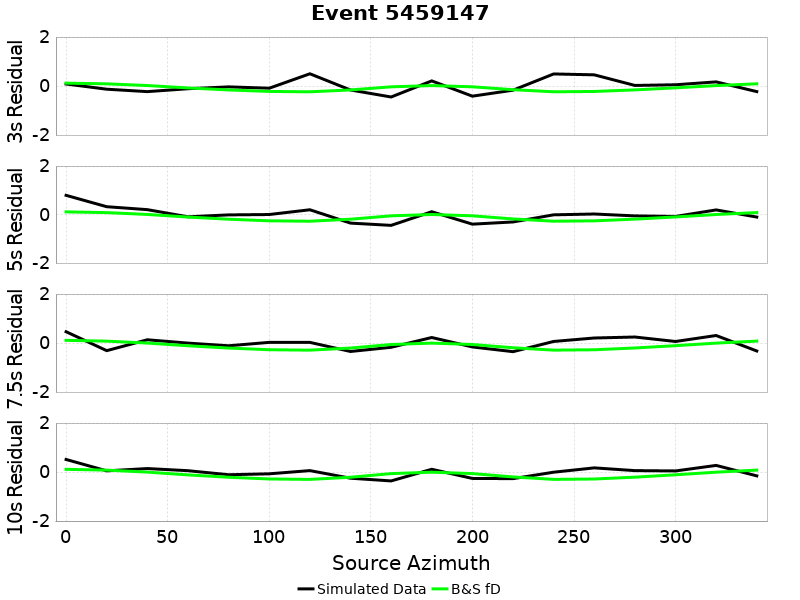 Event 5459147
3s Residual
2
0
-2
5s Residual
2
0
-2
7.5s Residual
2
0
-2
10s Residual
2
0
-2
0 50 100 150 200 250 300
Source Azimuth
Simulated Data B&S fD